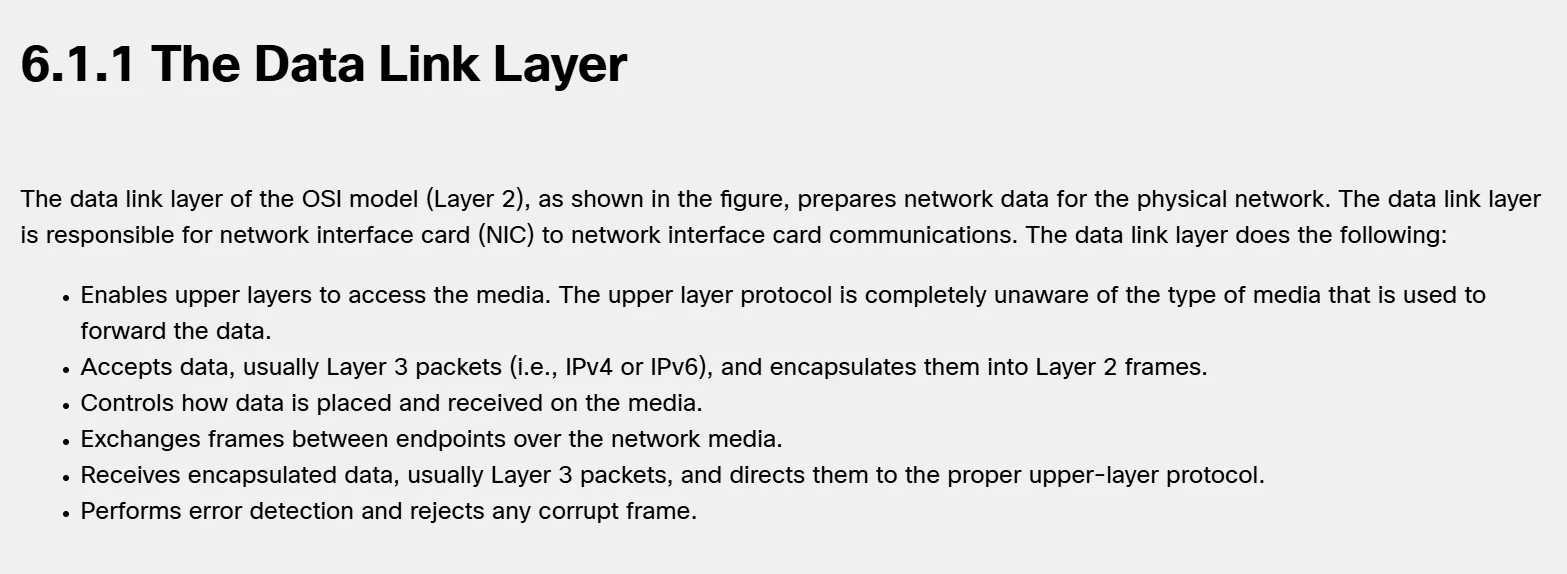 6.1.1 The Data Link Layer
The data link layer of the OSI model (Layer 2), as shown in the figure, prepares network data for the physical network. The data link layer
is responsible for network interface card (NIC) to network interface card communications. The data link layer does the following:
• Enables upper layers to access the media. The upper layer protocol is completely unaware of the type of media that is used to
forward the data.
• Accepts data, usually Layer 3 packets (i.e., IPv4 or IPv6), and encapsulates them into Layer 2 frames.
• Controls how data is placed and received on the media.
• Exchanges frames between endpoints over the network media.
• Receives encapsulated data, usually Layer 3 packets, and directs them to the proper upper-layer protocol.
• Performs error detection and rejects any corrupt frame.